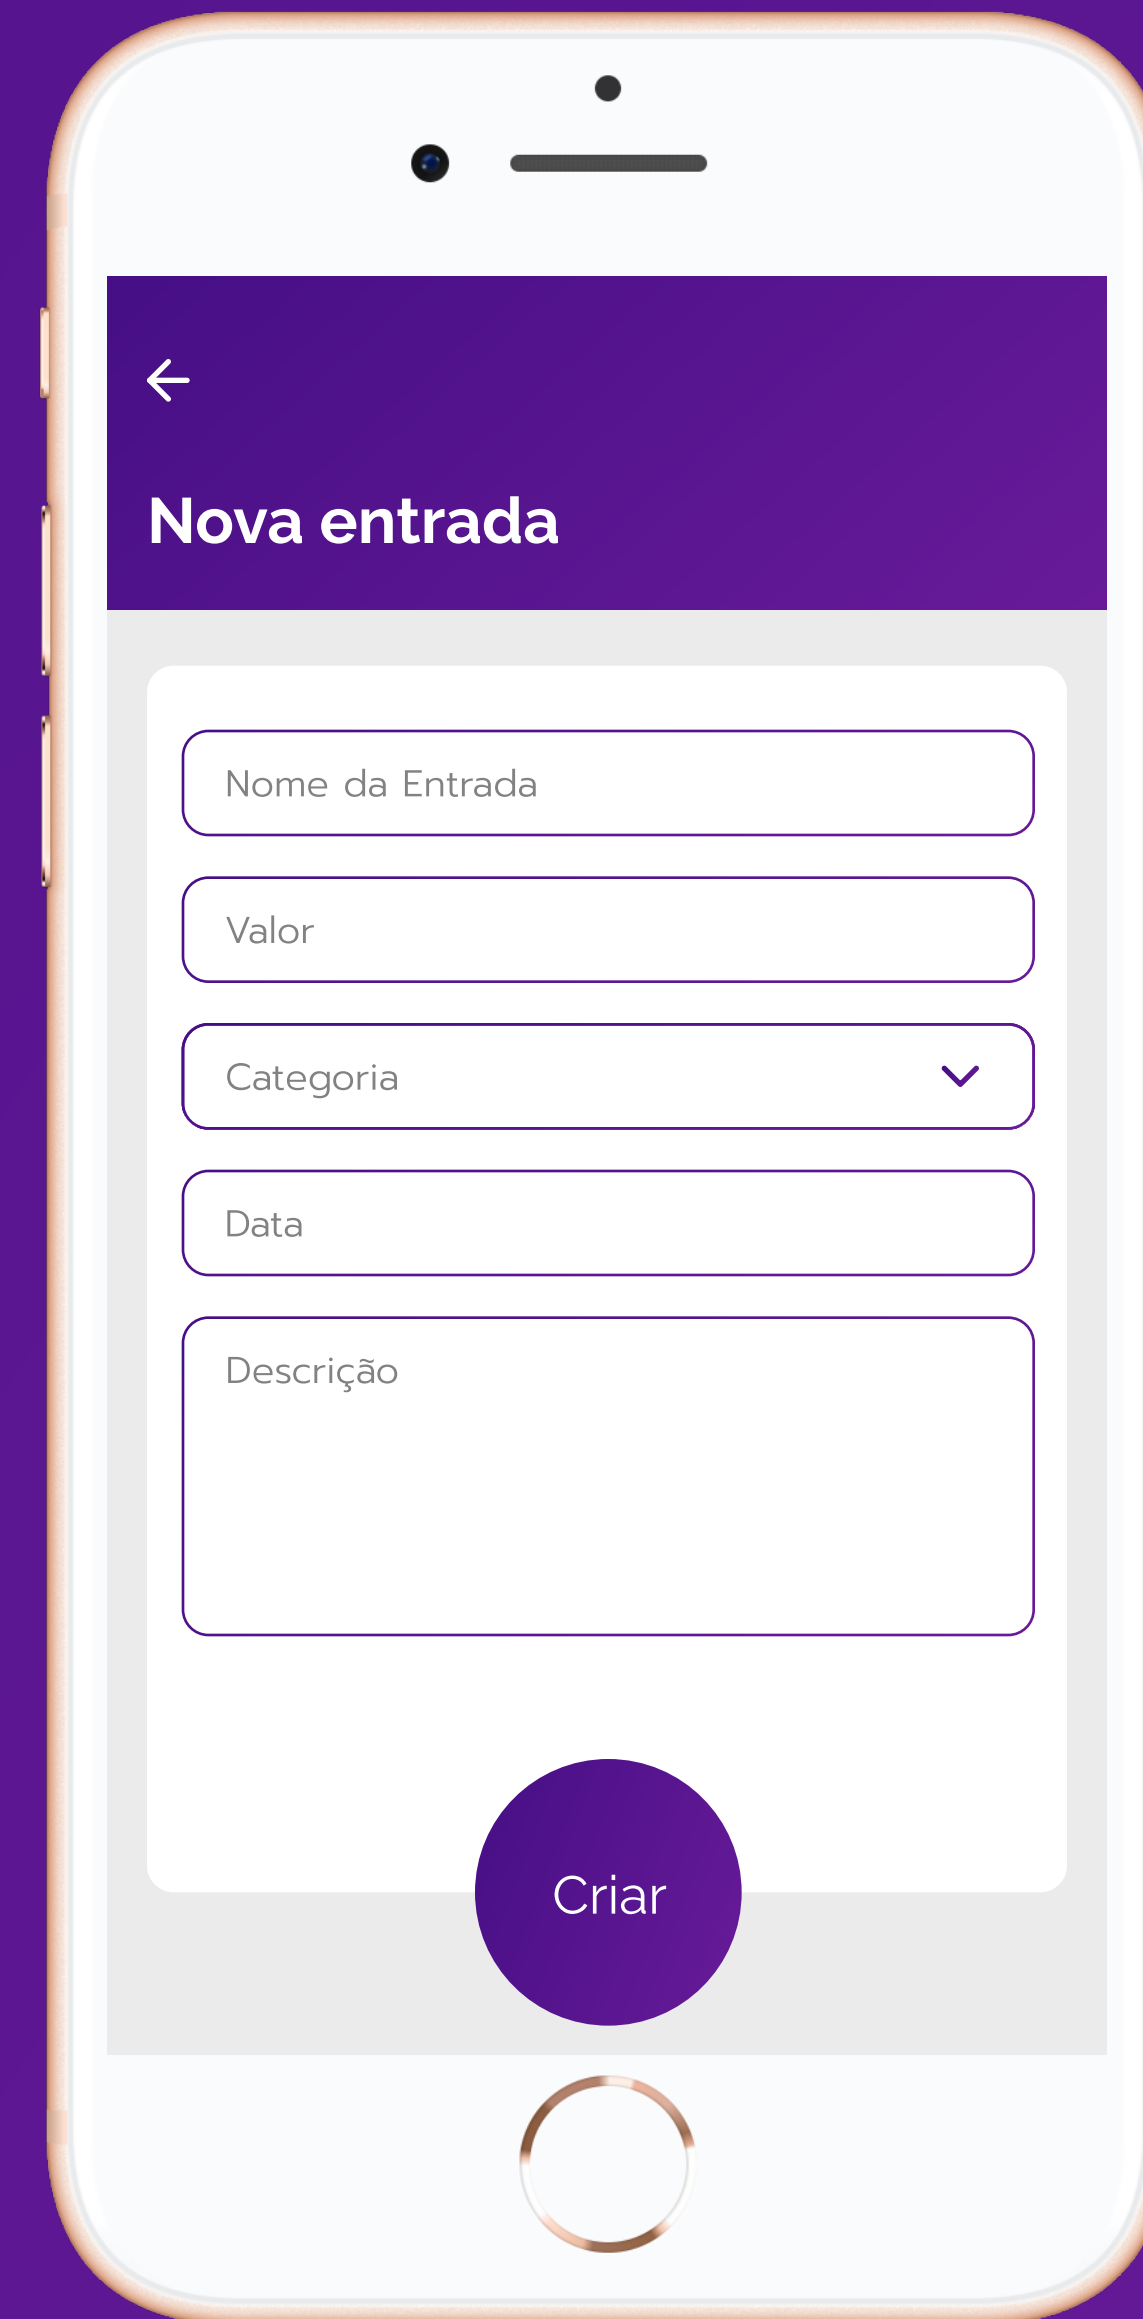 Nova entrada
Nome da Entrada
Valor
Categoria
Data
Descrição
Criar